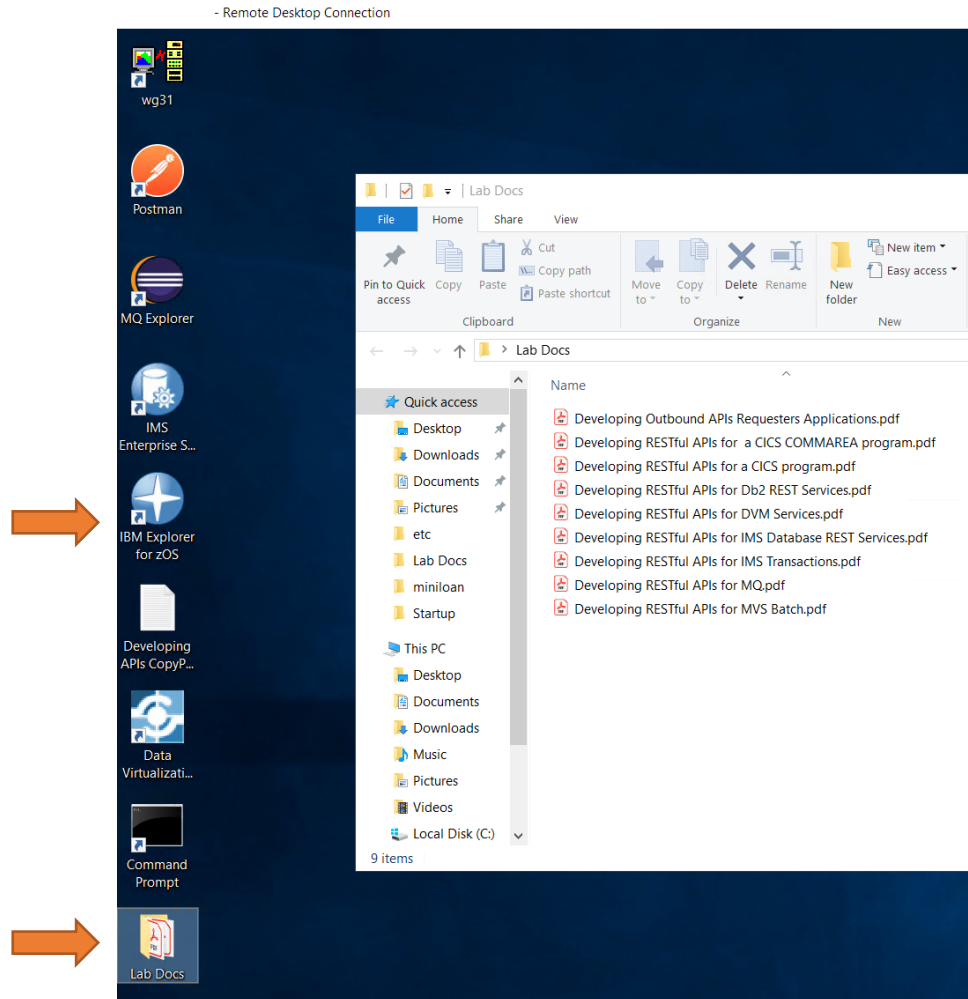 - Remote Desktop Connection
wg31
Postman
MQ Explorer
IMS
Enterprise S...
IBM Explorer
for zOS
Developing
APIs CopyP...
Data
Virtualizati...
Command
Prompt
Lab Docs
Lab Docs
File Home Share View
Pin to Quick
access
Copy
Paste
Cut
Copy path
Paste shortcut
Clipboard
Move
to
Copy
to
Delete
Rename
Organize
New
folder
New item
Easy access
New
Lab Docs
Quick access
Desktop
Downloads
Documents
Pictures
etc
Lab Docs
miniloan
Startup
This PC
Desktop
Documents
Downloads
Music
Pictures
Videos
Local Disk (C:)
Name
Developing Outbound APIs Requesters Applications.pdf
Developing RESTful APIs for  a CICS COMMAREA program.pdf
Developing RESTful APIs for a CICS program.pdf
Developing RESTful APIs for Db2 REST Services.pdf
Developing RESTful APIs for DVM Services.pdf
Developing RESTful APIs for IMS Database REST Services.pdf
Developing RESTful APIs for IMS Transactions.pdf
Developing RESTful APIs for MQ.pdf
Developing RESTful APIs for MVS Batch.pdf
9 items